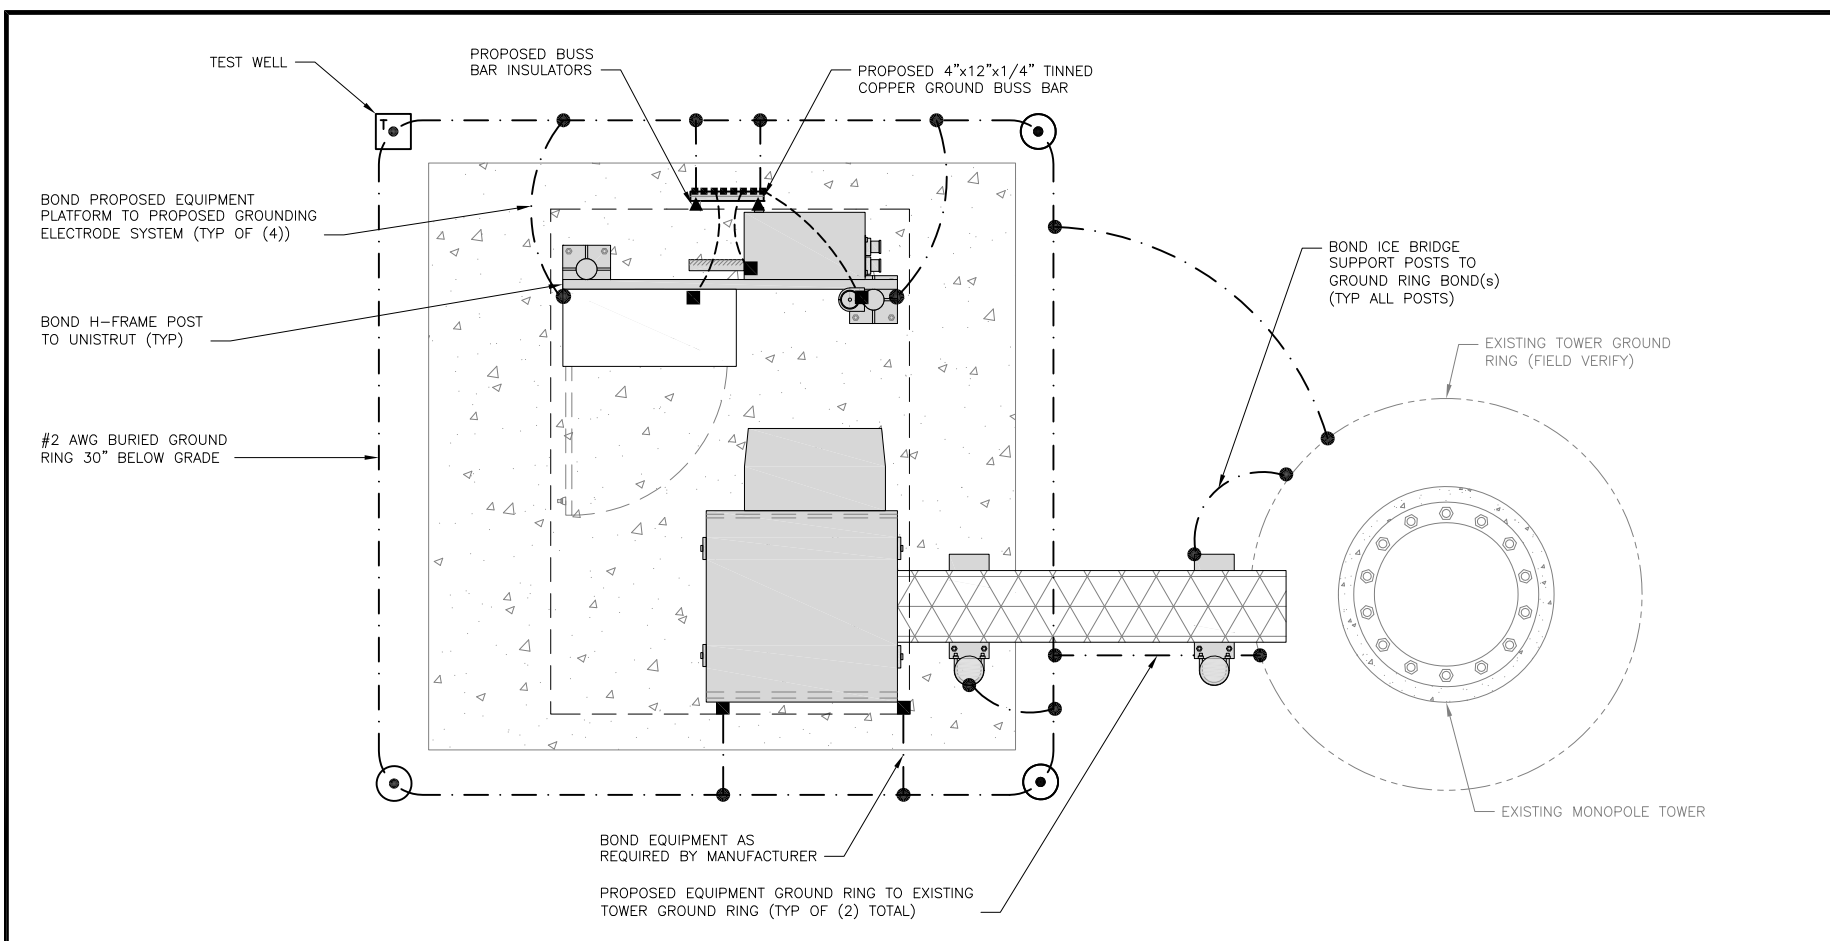 TEST WELL
PROPOSED BUSS
BAR INSULATORS
PROPOSED 4"x12"x1/4" TINNED
COPPER GROUND BUSS BAR
T
BOND PROPOSED EQUIPMENT
PLATFORM TO PROPOSED GROUNDING
ELECTRODE SYSTEM (TYP OF (4))
BOND ICE BRIDGE
SUPPORT POSTS TO
GROUND RING BOND(s)
(TYP ALL POSTS)
BOND H-FRAME POST
TO UNISTRUT (TYP)
EXISTING TOWER GROUND
RING (FIELD VERIFY)
#2 AWG BURIED GROUND
RING 30" BELOW GRADE
EXISTING MONOPOLE TOWER
BOND EQUIPMENT AS
REQUIRED BY MANUFACTURER
PROPOSED EQUIPMENT GROUND RING TO EXISTING
TOWER GROUND RING (TYP OF (2) TOTAL)